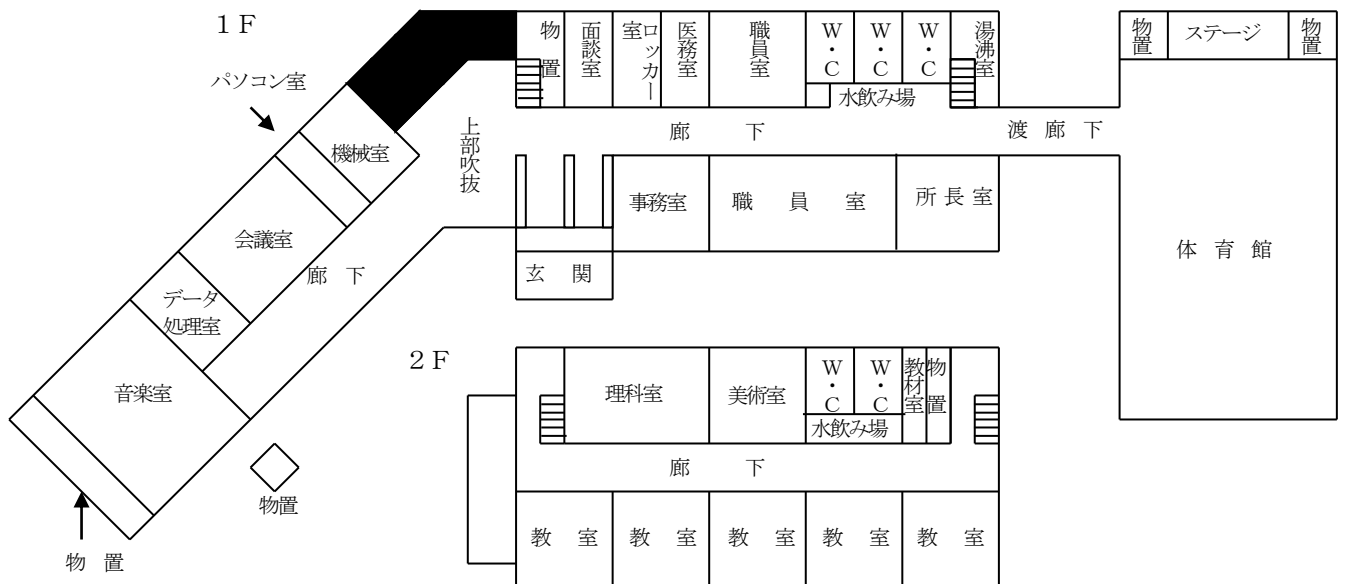 １Ｆ
物置
面談室
ロッカー室
医務室
職員室
Ｗ・Ｃ
Ｗ・Ｃ
Ｗ・Ｃ
湯沸室
水飲み場
物置
ステージ
物置
パソコン室
機械室
上部吹抜
廊　下
渡 廊 下
事務室
職　員　室
所 長 室
体 育 館
会議室
廊 下
玄 関
データ
処理室
音楽室
物置
物 置
２Ｆ
理科室
美術室
Ｗ・Ｃ
Ｗ・Ｃ
教材室
物置
水飲み場
廊　下
教 室
教 室
教 室
教 室
教 室